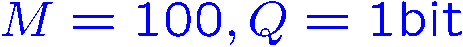 M = 100, Q = 1bit